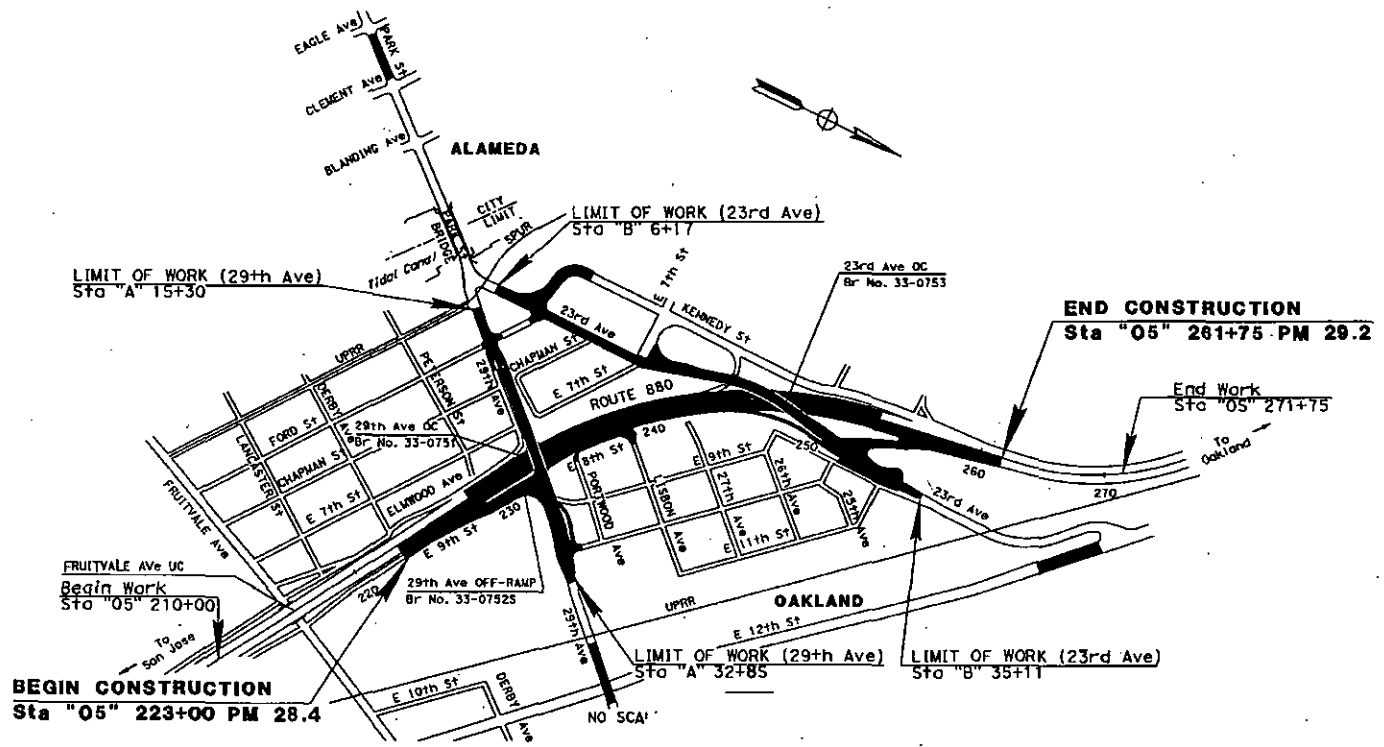 EAGLE Ave
PARK St
CLEMENT Ave
BLANDING Ave
ALAMEDA
CITY
LIMIT
PARK St
BRIDGE
SPUR
Tidal Canal
LIMIT OF WORK (23rd Ave)
Sta "B" 6+17
LIMIT OF WORK (29th Ave)
Sta "A" 15+30
E 7th St
KENNEDY St
23rd Ave OC
Br No. 33-0753
END CONSTRUCTION
Sta "05" 261+75 PM 29.2
23rd Ave
UPRR
PETERSON St
29th Ave
CHAPMAN St
E 7th St
ROUTE 880
End Work
Sta "05" 271+75
To
Oakland
DERBY Ave
FORD St
LANCASTER St
CHAPMAN St
29th Ave OC
Br No. 33-0751
E 7th St
ELMWOOD Ave
FRUITVALE Ave
240
E 8th St
E 9th St
250
260
270
PORTWOOD
Ave
LISBON
Ave
27th
Ave
26th Ave
25th Ave
23rd Ave
E 11th St
230
E 9th St
220
FRUITVALE Ave UC
Begin Work
Sta "05" 210+00
29th Ave OFF-RAMP
Br No. 33-0752S
UPRR
OAKLAND
E 12th St
29th Ave
To
San Jose
LIMIT OF WORK (29th Ave)
Sta "A" 32+85
LIMIT OF WORK (23rd Ave)
Sta "B" 35+11
BEGIN CONSTRUCTION
Sta "05" 223+00 PM 28.4
E 10th St
DERBY
Ave
NO SCA